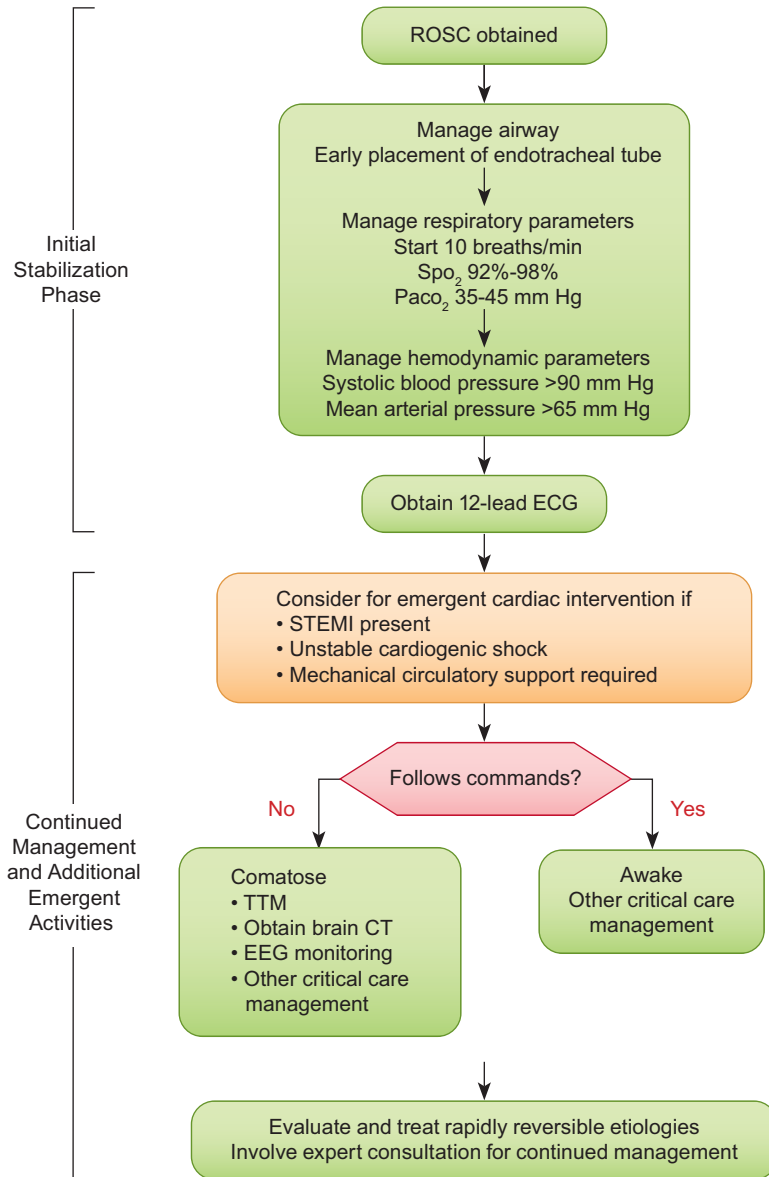 ROSC obtained
Manage airway
Early placement of endotracheal tube
Manage respiratory parameters
Start 10 breaths/min
Spo₂ 92%-98%
Paco₂ 35-45 mm Hg
Manage hemodynamic parameters
Systolic blood pressure >90 mm Hg
Mean arterial pressure >65 mm Hg
Initial
Stabilization
Phase
Obtain 12-lead ECG
Consider for emergent cardiac intervention if
• STEMI present
• Unstable cardiogenic shock
• Mechanical circulatory support required
Follows commands?
No
Yes
Continued
Management
and Additional
Emergent
Activities
Comatose
• TTM
• Obtain brain CT
• EEG monitoring
• Other critical care
management
Awake
Other critical care
management
Evaluate and treat rapidly reversible etiologies
Involve expert consultation for continued management